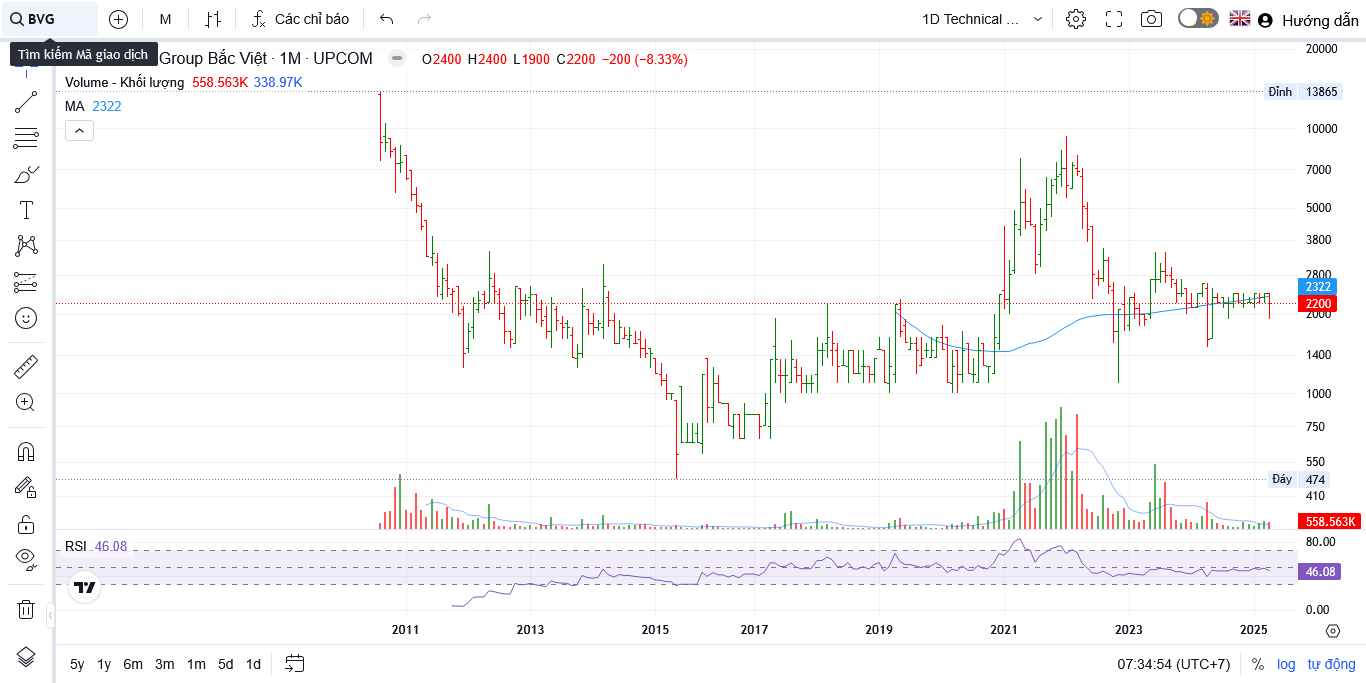 BVG
M
Các chỉ báo
1D Technical ...
Hướng dẫn
Tìm kiếm Mã giao dịch
Group Bắc Việt · 1M · UPCOM
O2400 H2400 L1900 C2200 −200 (−8.33%)
Volume - Khối lượng 558.563K 338.97K
MA 2322
20000
Đỉnh 13865
10000
7000
5000
3800
2800
2322
2200
2000
1400
1000
750
550
Đáy 474
410
558.563K
RSI 46.08
80.00
46.08
0.00
2011 2013 2015 2017 2019 2021 2023 2025
5y 1y 6m 3m 1m 5d 1d
07:34:54 (UTC+7)
% log tự động